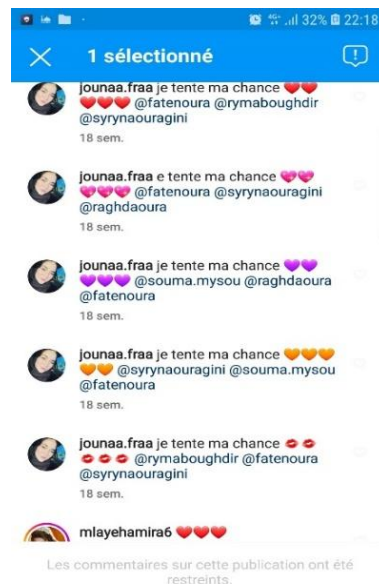 32% 22:18
1 sélectionné
jounaa.fraa je tente ma chance ❤️❤️
❤️❤️❤️ @fatenoura @rymaboughdir
@syrynaouragini
18 sem.
jounaa.fraa e tente ma chance 💖💖
💖💖💖 @fatenoura @syrynaouragini
@raghdaoura
18 sem.
jounaa.fraa je tente ma chance 💜💜
💜💜💜 @souma.mysou @raghdaoura
@fatenoura
18 sem.
jounaa.fraa je tente ma chance 🧡🧡🧡
🧡🧡 @syrynaouragini @souma.mysou
@fatenoura
18 sem.
jounaa.fraa je tente ma chance 💋💋
💋💋💋 @rymaboughdir @fatenoura
@syrynaouragini
18 sem.
mlayehamira6 ❤️❤️❤️
Les commentaires sur cette publication ont été
restreints.